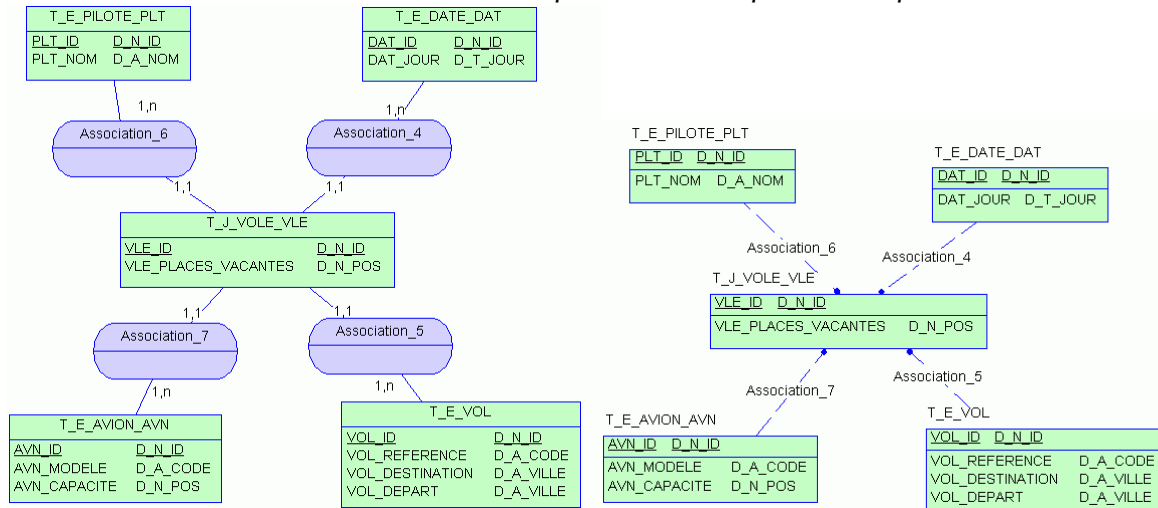 T_E_PILOTE_PLT
PLT_ID D_N_ID
PLT_NOM D_A_NOM
T_E_DATE_DAT
DAT_ID D_N_ID
DAT_JOUR D_T_JOUR
1,n
1,n
Association_6
Association_4
1,1
1,1
T_J_VOLE_VLE
VLE_ID D_N_ID
VLE_PLACES_VACANTES D_N_POS
1,1
1,1
Association_7
Association_5
1,n
1,n
T_E_AVION_AVN
AVN_ID D_N_ID
AVN_MODELE D_A_CODE
AVN_CAPACITE D_N_POS
T_E_VOL
VOL_ID D_N_ID
VOL_REFERENCE D_A_CODE
VOL_DESTINATION D_A_VILLE
VOL_DEPART D_A_VILLE
T_E_PILOTE_PLT
PLT_ID D_N_ID
PLT_NOM D_A_NOM
T_E_DATE_DAT
DAT_ID D_N_ID
DAT_JOUR D_T_JOUR
Association_6
Association_4
T_J_VOLE_VLE
VLE_ID D_N_ID
VLE_PLACES_VACANTES D_N_POS
Association_7
Association_5
T_E_AVION_AVN
AVN_ID D_N_ID
AVN_MODELE D_A_CODE
AVN_CAPACITE D_N_POS
T_E_VOL
VOL_ID D_N_ID
VOL_REFERENCE D_A_CODE
VOL_DESTINATION D_A_VILLE
VOL_DEPART D_A_VILLE